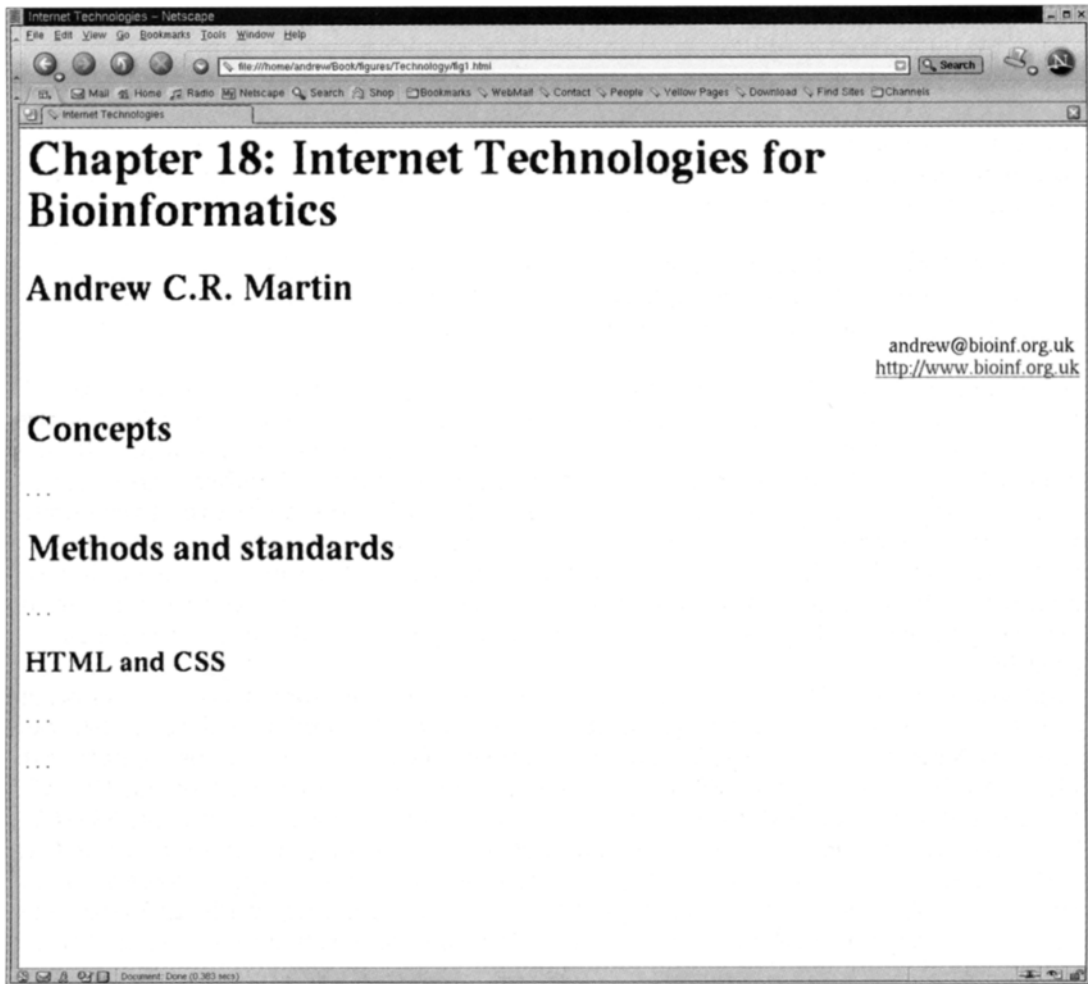 Internet Technologies – Netscape
File Edit View Go Bookmarks Tools Window Help
file:///home/andrew/Book/figures/Technology/fig1.html Search N
Mail Home Radio Netscape Search Shop Bookmarks WebMail Contact People Yellow Pages Download Find Sites Channels
Internet Technologies
Chapter 18: Internet Technologies for
Bioinformatics
Andrew C.R. Martin
andrew@bioinf.org.uk
http://www.bioinf.org.uk
Concepts
. . .
Methods and standards
. . .
HTML and CSS
. . .
. . .
Document: Done (0.383 secs)